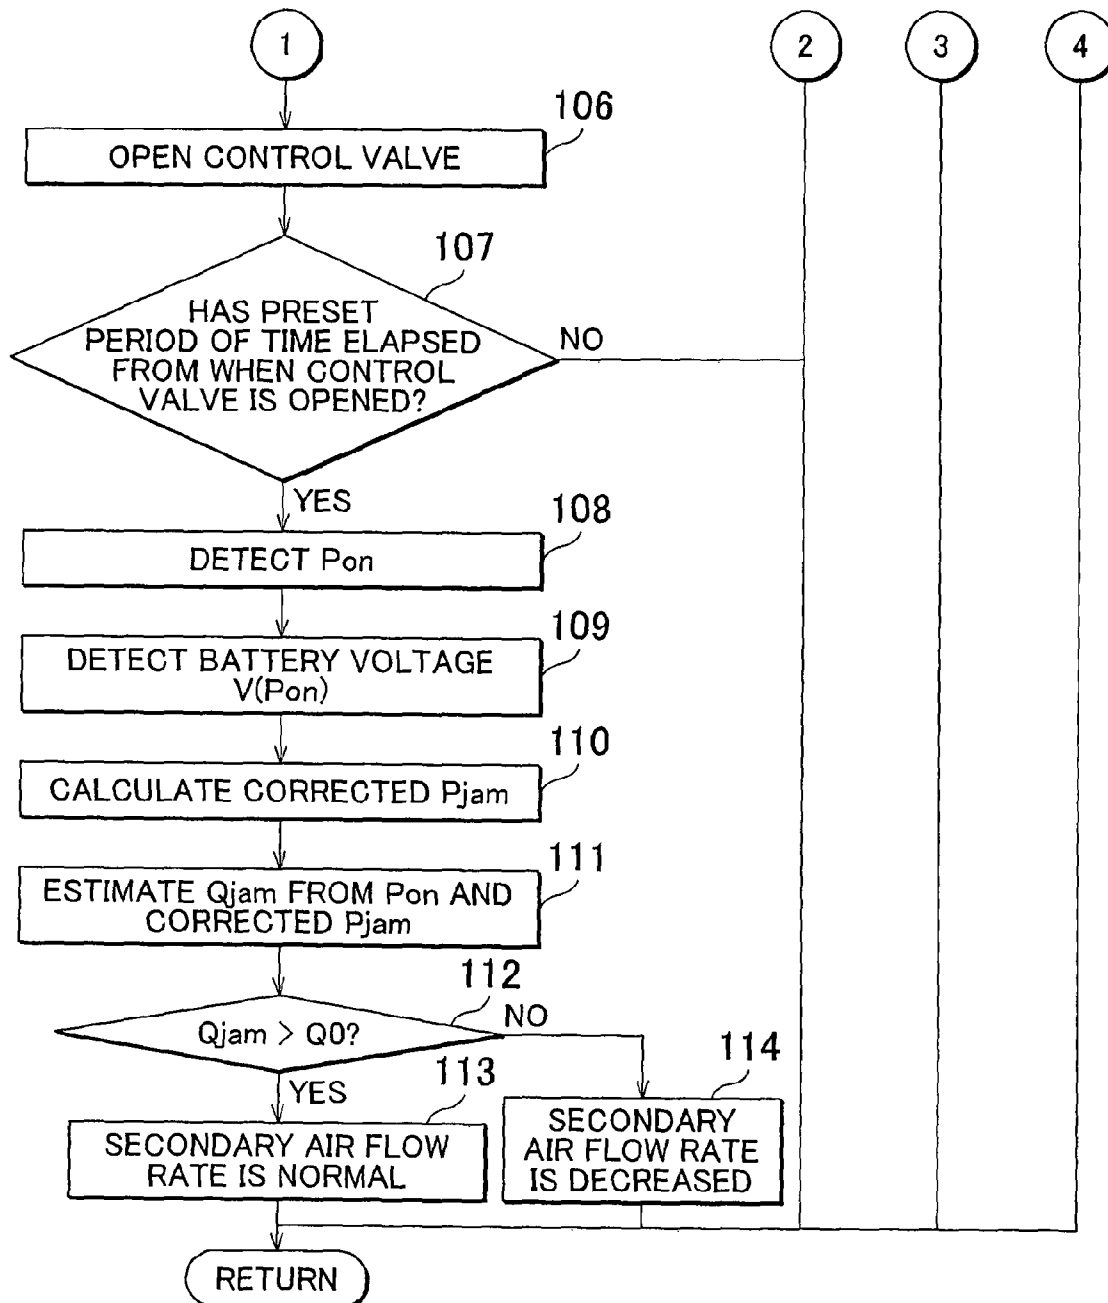 1
2
3
4
106
OPEN CONTROL VALVE
107
HAS PRESET
PERIOD OF TIME ELAPSED
FROM WHEN CONTROL
VALVE IS OPENED?
NO
YES
108
DETECT Pon
109
DETECT BATTERY VOLTAGE
V(Pon)
110
CALCULATE CORRECTED Pjam
111
ESTIMATE Qjam FROM Pon AND
CORRECTED Pjam
112
Qjam > Q0?
NO
YES
113
SECONDARY AIR FLOW
RATE IS NORMAL
114
SECONDARY
AIR FLOW RATE
IS DECREASED
RETURN